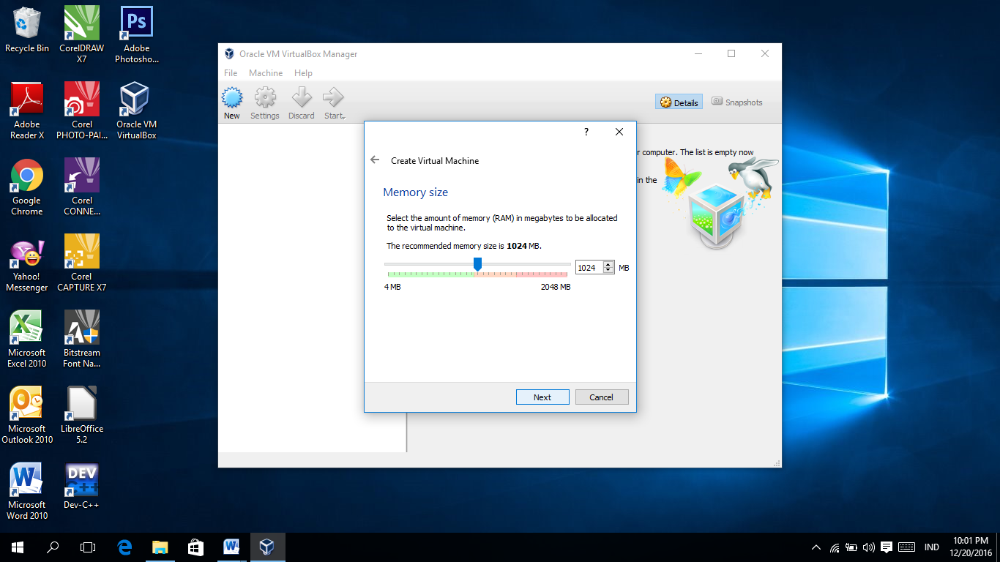 Recycle Bin
CorelDRAW
X7
Adobe
Photosho...
Adobe
Reader X
Corel
PHOTO-PAI...
Oracle VM
VirtualBox
Google
Chrome
Corel
CONNE...
Yahoo!
Messenger
Corel
CAPTURE X7
Microsoft
Excel 2010
Bitstream
Font Na...
Microsoft
Outlook 2010
LibreOffice
5.2
Microsoft
Word 2010
DEV
C++
Dev-C++
Ps
Oracle VM VirtualBox Manager
File Machine Help
New Settings Discard Start
Details Snapshots
r computer. The list is empty now
in the
?
Create Virtual Machine
Memory size
Select the amount of memory (RAM) in megabytes to be allocated
to the virtual machine.
The recommended memory size is 1024 MB.
1024 MB
4 MB 2048 MB
Next Cancel
IND
10:01 PM
12/20/2016